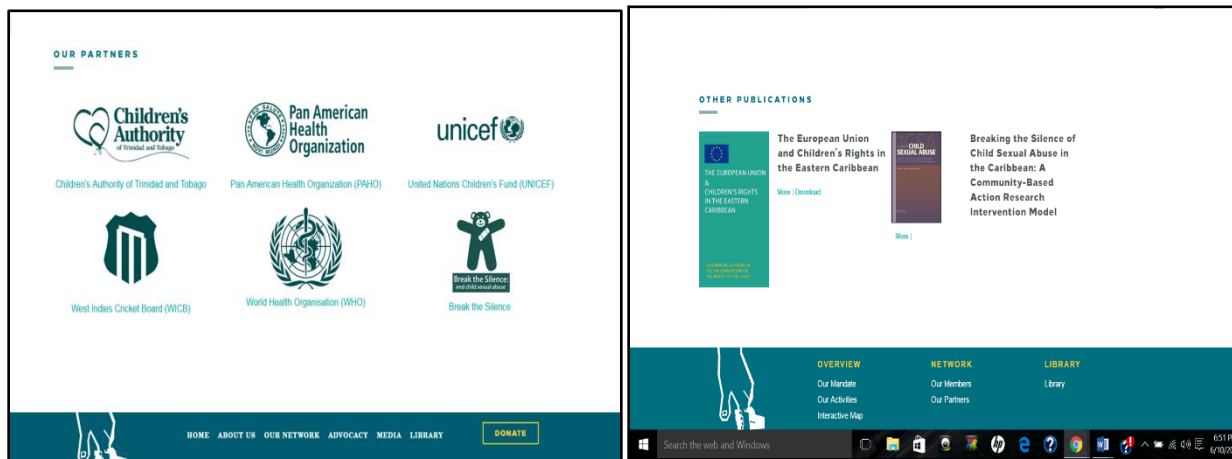 OUR PARTNERS
Children's
Authority
of Trinidad and Tobago
Pan American
Health
Organization
unicef
Children's Authority of Trinidad and Tobago
Pan American Health Organization (PAHO)
United Nations Children's Fund (UNICEF)
Break the Silence:
end child sexual abuse
West Indies Cricket Board (WICB)
World Health Organisation (WHO)
Break the Silence
HOME ABOUT US OUR NETWORK ADVOCACY MEDIA LIBRARY
DONATE
OTHER PUBLICATIONS
THE EUROPEAN UNION
&
CHILDREN'S RIGHTS
IN THE EASTERN
CARIBBEAN
The European Union
and Children's Rights in
the Eastern Caribbean
More | Download
CHILD
SEXUAL ABUSE
More |
Breaking the Silence of
Child Sexual Abuse in
the Caribbean: A
Community-Based
Action Research
Intervention Model
OVERVIEW
Our Mandate
Our Activities
Interactive Map
NETWORK
Our Members
Our Partners
LIBRARY
Library
Search the web and Windows
6:51 P